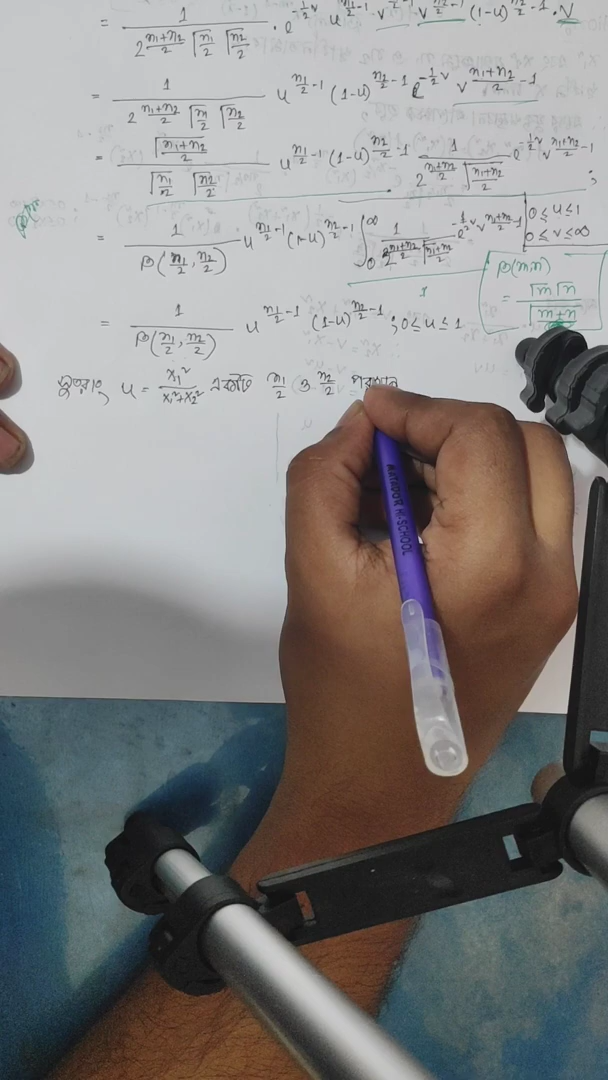 = 1 / (2^((n₁+n₂)/2) Γ(n₁/2) Γ(n₂/2)) · e^(-½v) u^(n₁/2 -1) · v^(n₁/2 -1) v^(n₂/2 -1) (1-u)^(n₂/2 -1) · v
= 1 / (2^((n₁+n₂)/2) Γ(n₁/2) Γ(n₂/2)) u^(n₁/2 -1) (1-u)^(n₂/2 -1) e^(-½v) v^((n₁+n₂)/2 -1)
= Γ((n₁+n₂)/2) / (Γ(n₁/2) Γ(n₂/2)) u^(n₁/2 -1) (1-u)^(n₂/2 -1) · 1 / (2^((n₁+n₂)/2) Γ((n₁+n₂)/2)) e^(-½v) v^((n₁+n₂)/2 -1) ;
0 ≤ u ≤ 1
0 ≤ v ≤ ∞
= 1 / β(n₁/2, n₂/2) u^(n₁/2 -1) (1-u)^(n₂/2 -1) ∫₀^∞ 1 / (2^((n₁+n₂)/2) Γ((n₁+n₂)/2)) e^(-½v) v^((n₁+n₂)/2 -1)
1
β(m,n)
= Γm Γn / Γ(m+n)
= 1 / β(n₁/2, n₂/2) u^(n₁/2 -1) (1-u)^(n₂/2 -1) ; 0 ≤ u ≤ 1
সুতরাং u = x₁² / (x₁²+x₂²) একটি n₁/2 ও n₂/2
MATADOR HI-SCHOOL